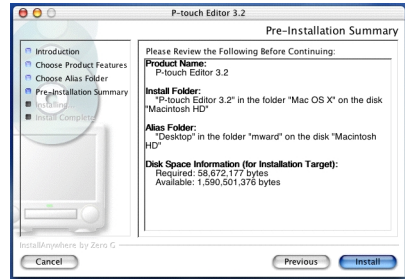 P-touch Editor 3.2
Pre-Installation Summary
Introduction
Choose Product Features
Choose Alias Folder
Pre-Installation Summary
Installing...
Install Complete
Please Review the Following Before Continuing:
Product Name:
P-touch Editor 3.2
Install Folder:
"P-touch Editor 3.2" in the folder "Mac OS X" on the disk
"Macintosh HD"
Alias Folder:
"Desktop" in the folder "mward" on the disk "Macintosh
HD"
Disk Space Information (for Installation Target):
Required: 58,672,177 bytes
Available: 1,590,501,376 bytes
InstallAnywhere by Zero G
Cancel
Previous
Install